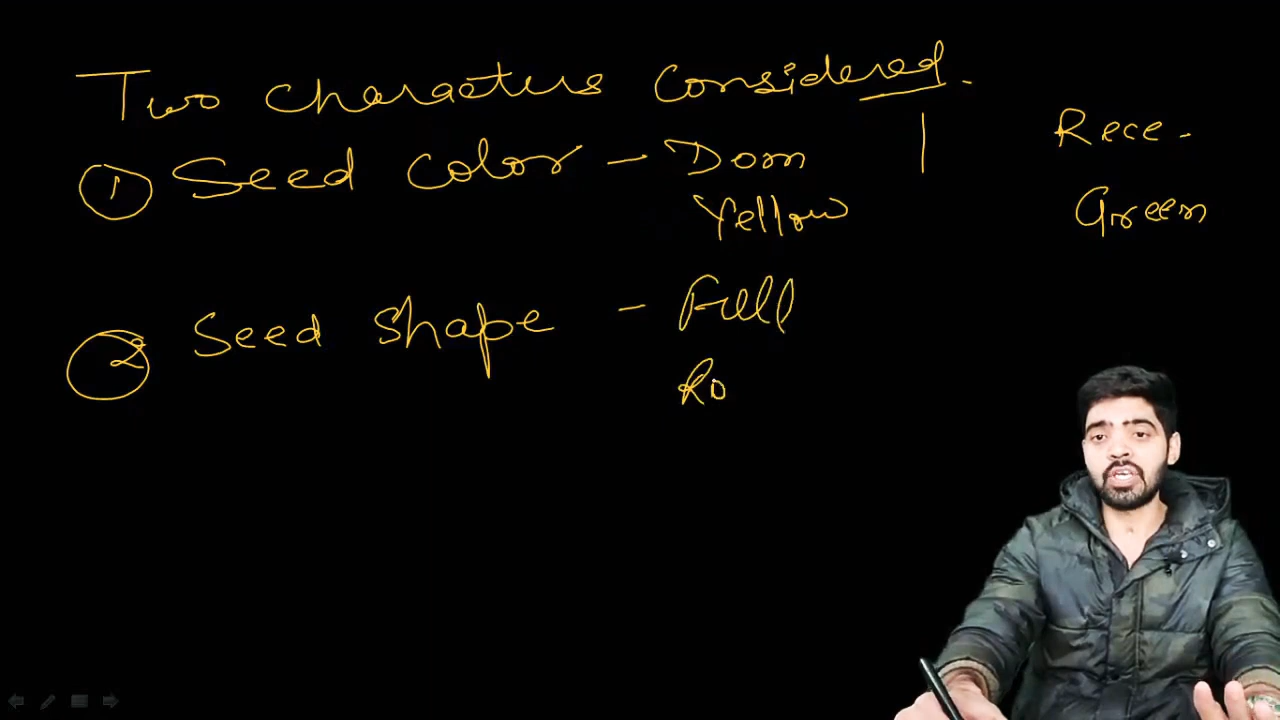 Two characters considered.
① Seed color - Dom | Rece.
Yellow Green
② Seed shape - Full
Ro